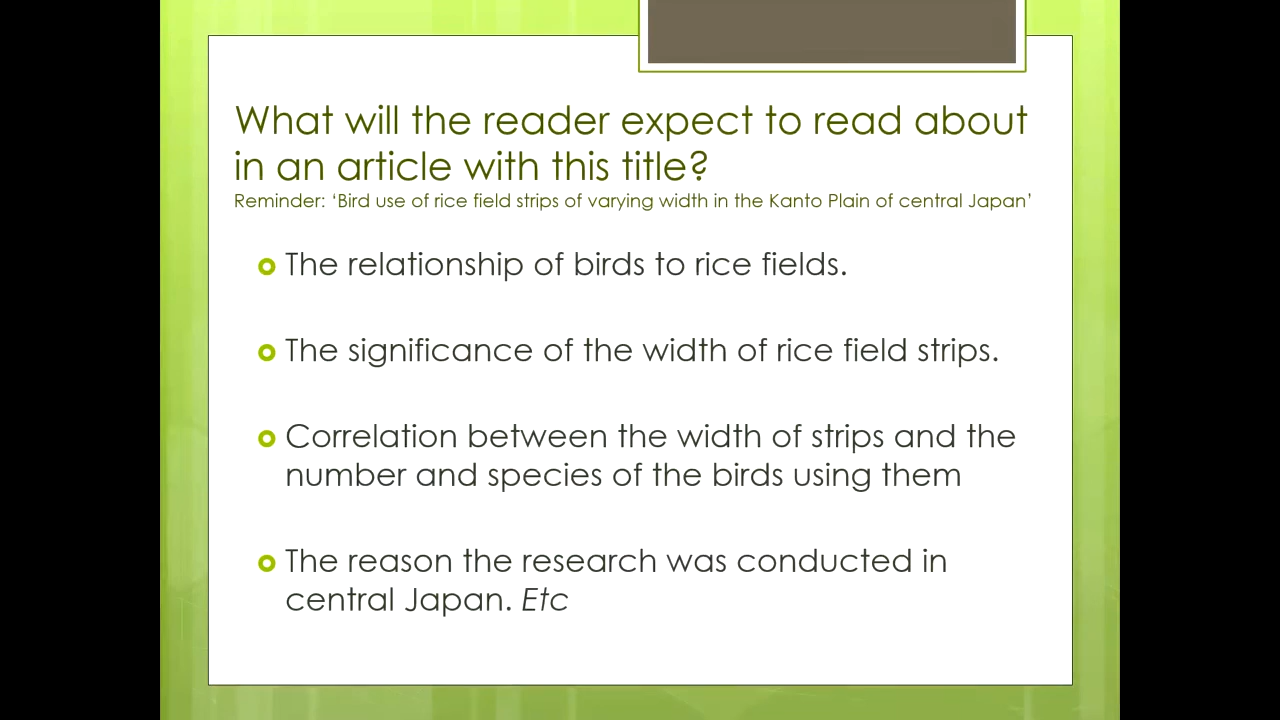 What will the reader expect to read about
in an article with this title?
Reminder: ‘Bird use of rice field strips of varying width in the Kanto Plain of central Japan’
The relationship of birds to rice fields.
The significance of the width of rice field strips.
Correlation between the width of strips and the
number and species of the birds using them
The reason the research was conducted in
central Japan. Etc